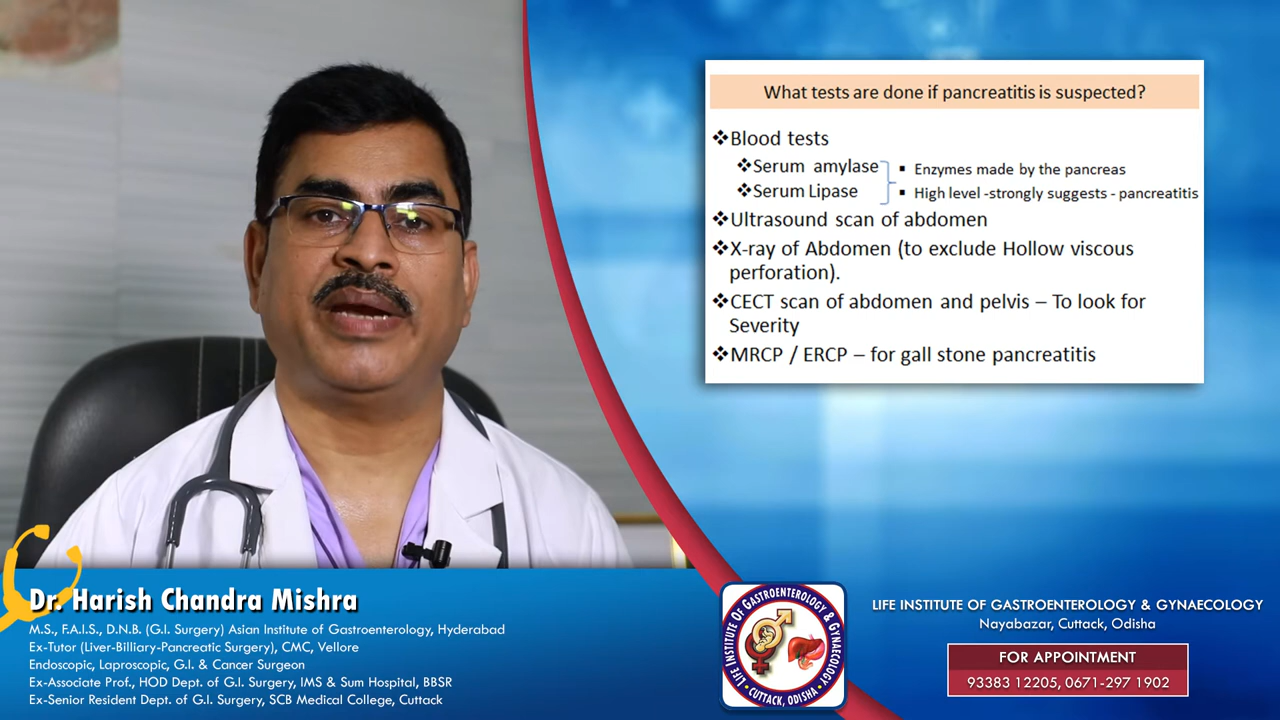 What tests are done if pancreatitis is suspected?
❖Blood tests
❖Serum amylase
▪ Enzymes made by the pancreas
❖Serum Lipase
▪ High level -strongly suggests - pancreatitis
❖Ultrasound scan of abdomen
❖X-ray of Abdomen (to exclude Hollow viscous
perforation).
❖CECT scan of abdomen and pelvis – To look for
Severity
❖MRCP / ERCP – for gall stone pancreatitis
Dr. Harish Chandra Mishra
M.S., F.A.I.S., D.N.B. (G.I. Surgery) Asian Institute of Gastroenterology, Hyderabad
Ex-Tutor (Liver-Billiary-Pancreatic Surgery), CMC, Vellore
Endoscopic, Laproscopic, G.I. & Cancer Surgeon
Ex-Associate Prof., HOD Dept. of G.I. Surgery, IMS & Sum Hospital, BBSR
Ex-Senior Resident Dept. of G.I. Surgery, SCB Medical College, Cuttack
LIFE INSTITUTE OF GASTROENTEROLOGY & GYNAECOLOGY
• CUTTACK, ODISHA •
LIFE INSTITUTE OF GASTROENTEROLOGY & GYNAECOLOGY
Nayabazar, Cuttack, Odisha
FOR APPOINTMENT
93383 12205, 0671-297 1902